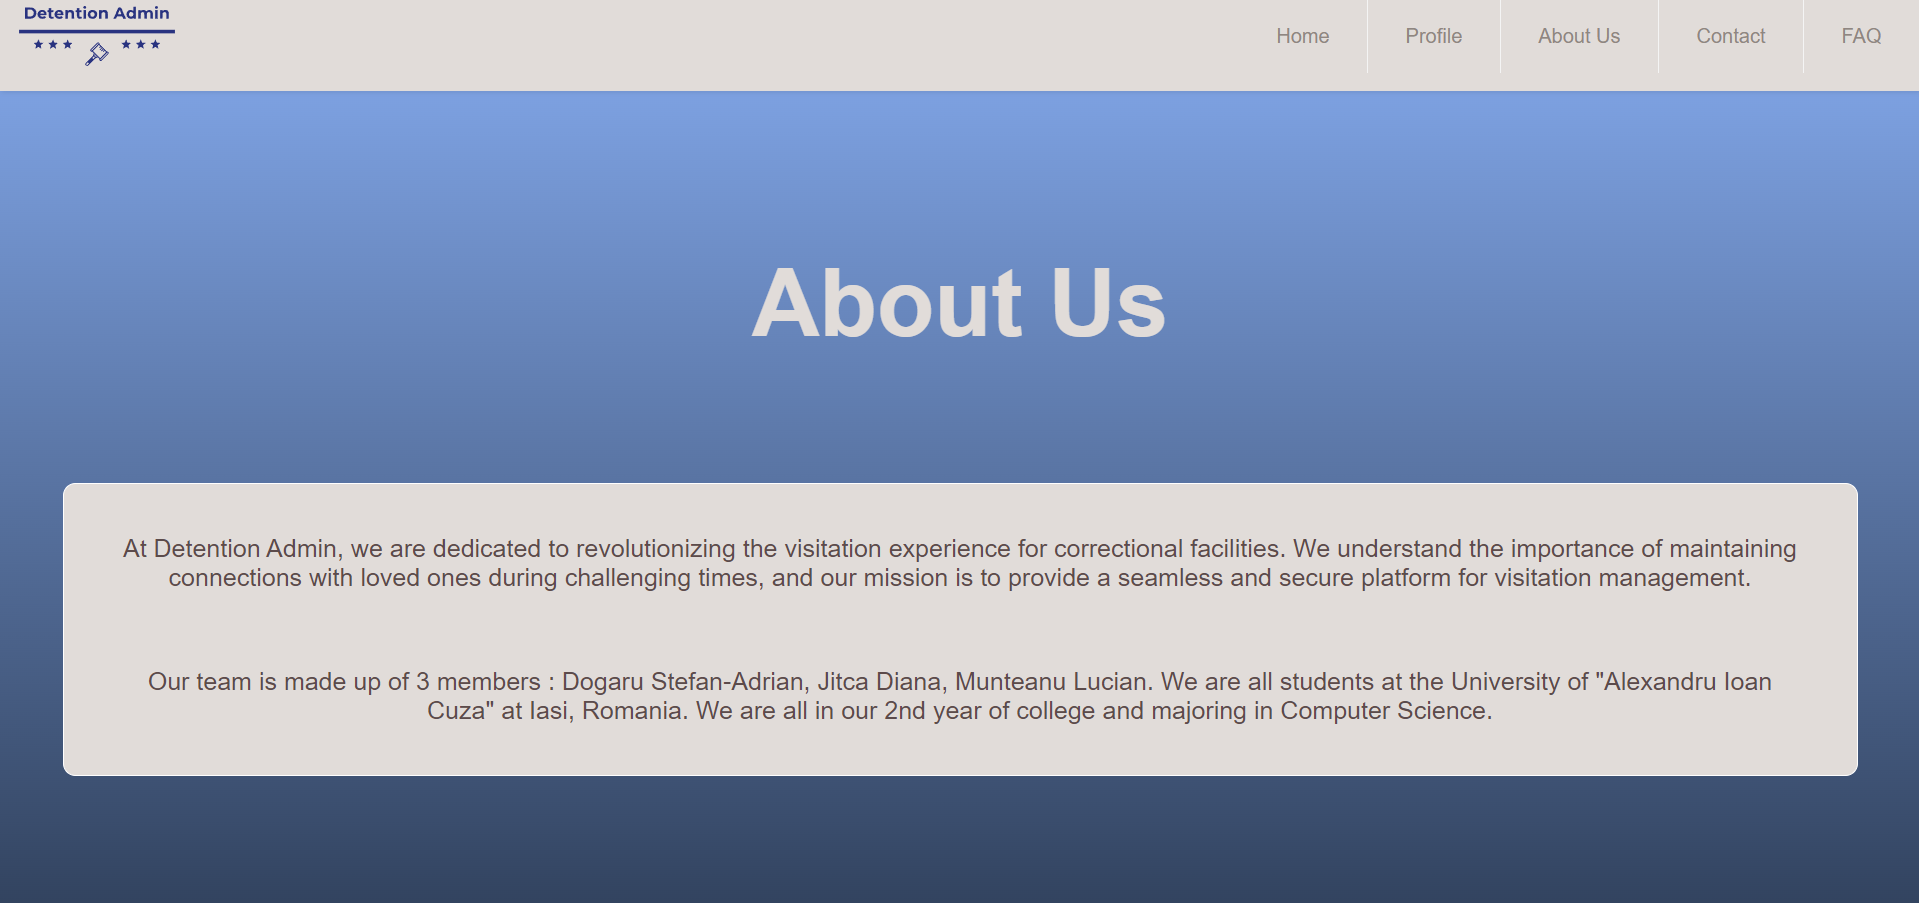 Detention Admin
Home
Profile
About Us
Contact
FAQ
About Us
At Detention Admin, we are dedicated to revolutionizing the visitation experience for correctional facilities. We understand the importance of maintaining
connections with loved ones during challenging times, and our mission is to provide a seamless and secure platform for visitation management.
Our team is made up of 3 members : Dogaru Stefan-Adrian, Jitca Diana, Munteanu Lucian. We are all students at the University of "Alexandru Ioan
Cuza" at Iasi, Romania. We are all in our 2nd year of college and majoring in Computer Science.